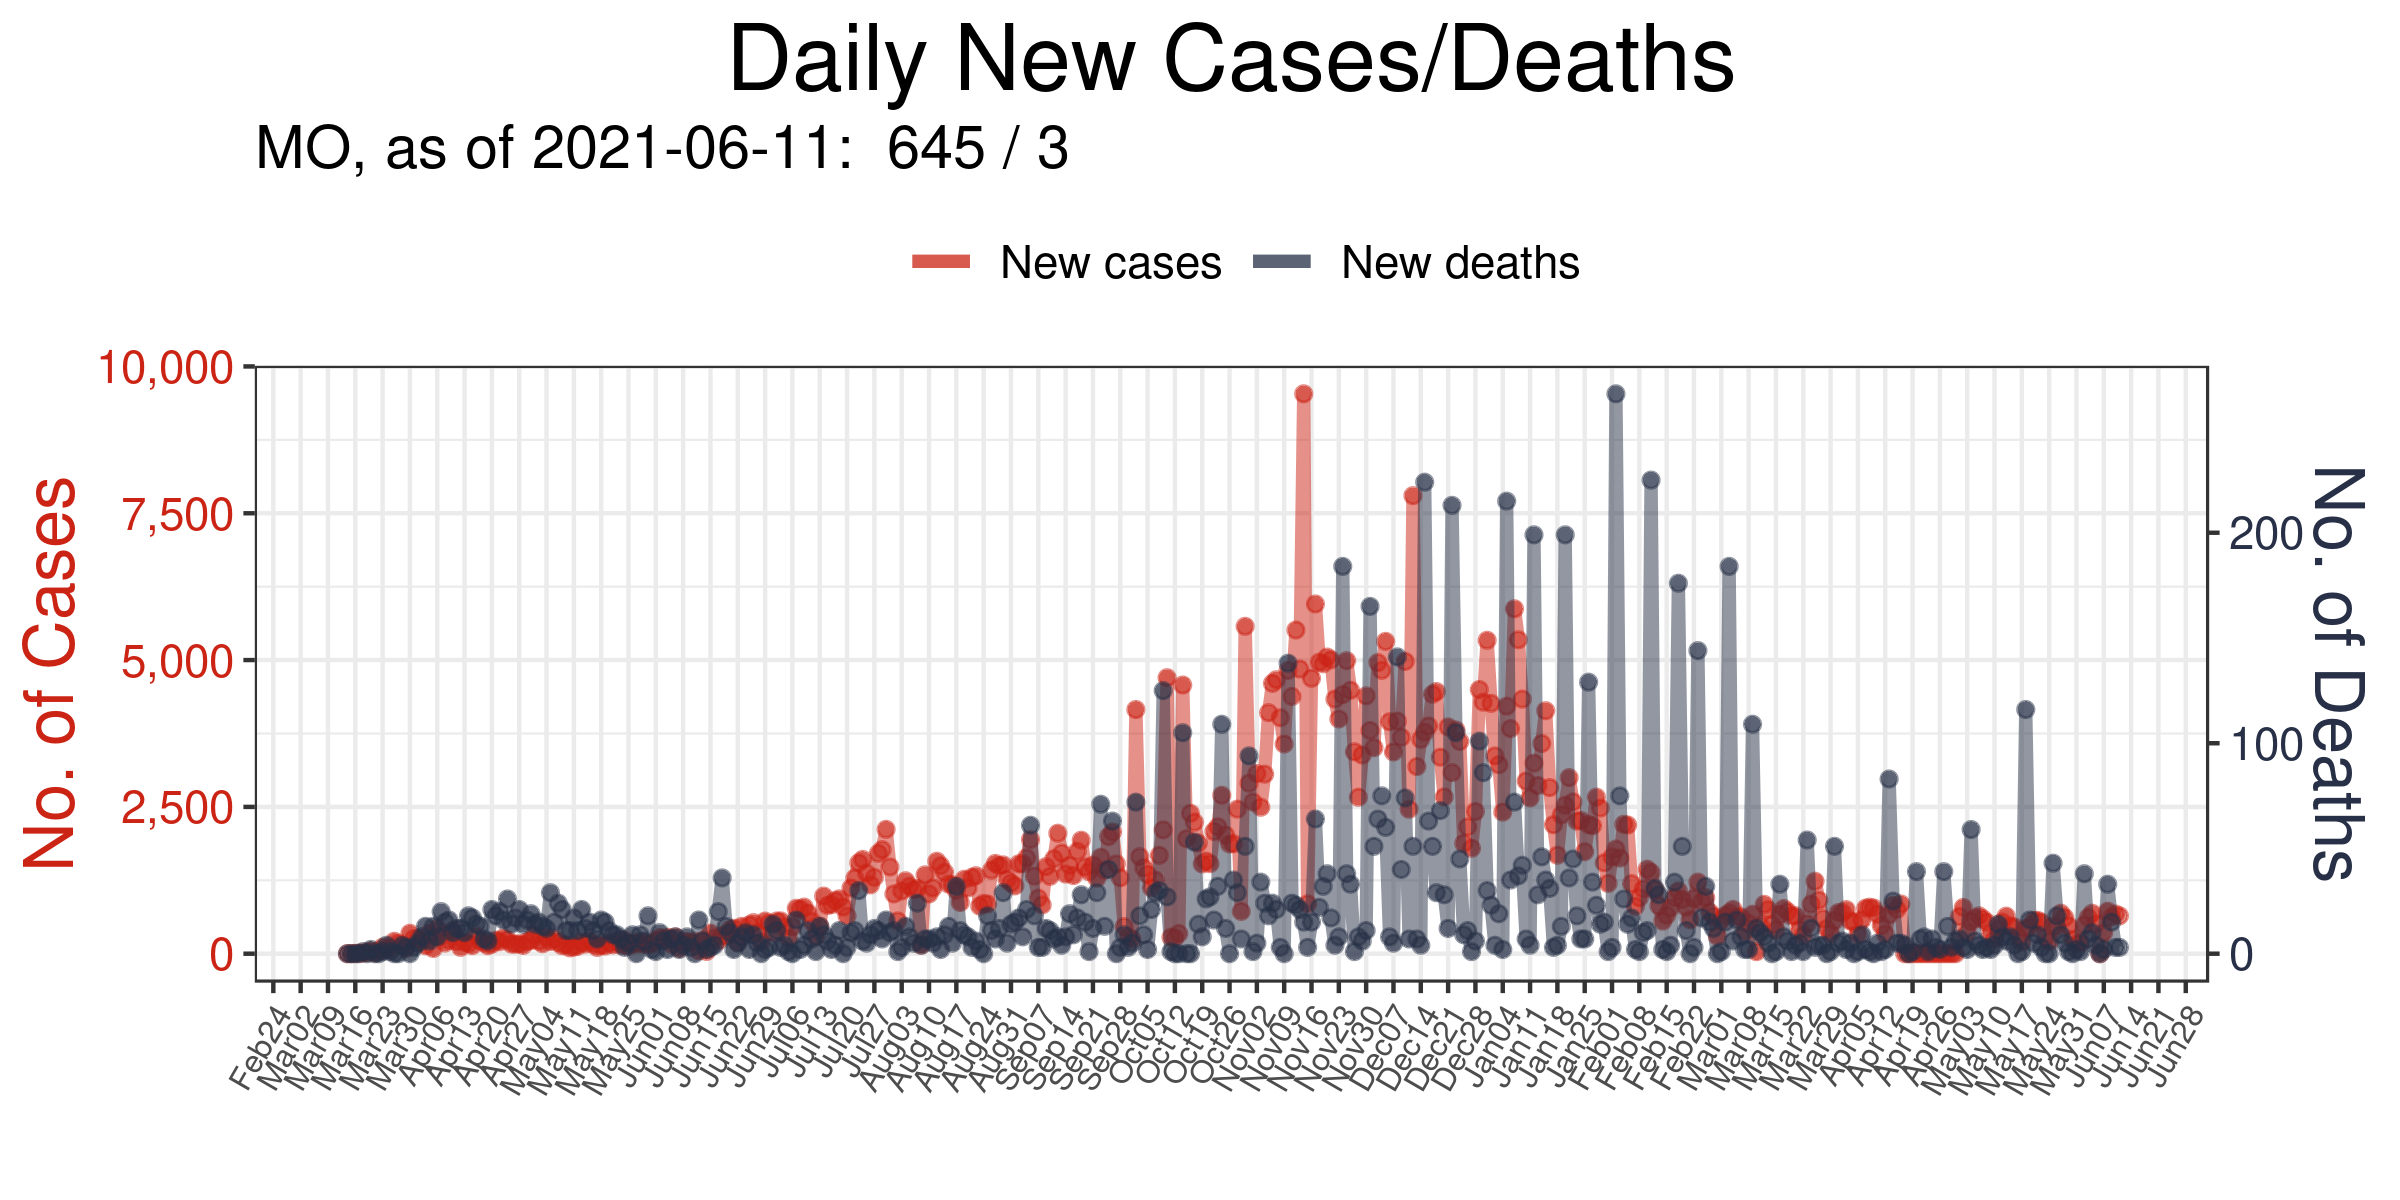 Daily New Cases/Deaths
MO, as of 2021-06-11:  645 / 3
New cases
New deaths
No. of Cases
10,000
7,500
5,000
2,500
0
No. of Deaths
200
100
0
Feb24
Mar02
Mar09
Mar16
Mar23
Mar30
Apr06
Apr13
Apr20
Apr27
May04
May11
May18
May25
Jun01
Jun08
Jun15
Jun22
Jun29
Jul06
Jul13
Jul20
Jul27
Aug03
Aug10
Aug17
Aug24
Aug31
Sep07
Sep14
Sep21
Sep28
Oct05
Oct12
Oct19
Oct26
Nov02
Nov09
Nov16
Nov23
Nov30
Dec07
Dec14
Dec21
Dec28
Jan04
Jan11
Jan18
Jan25
Feb01
Feb08
Feb15
Feb22
Mar01
Mar08
Mar15
Mar22
Mar29
Apr05
Apr12
Apr19
Apr26
May03
May10
May17
May24
May31
Jun07
Jun14
Jun21
Jun28